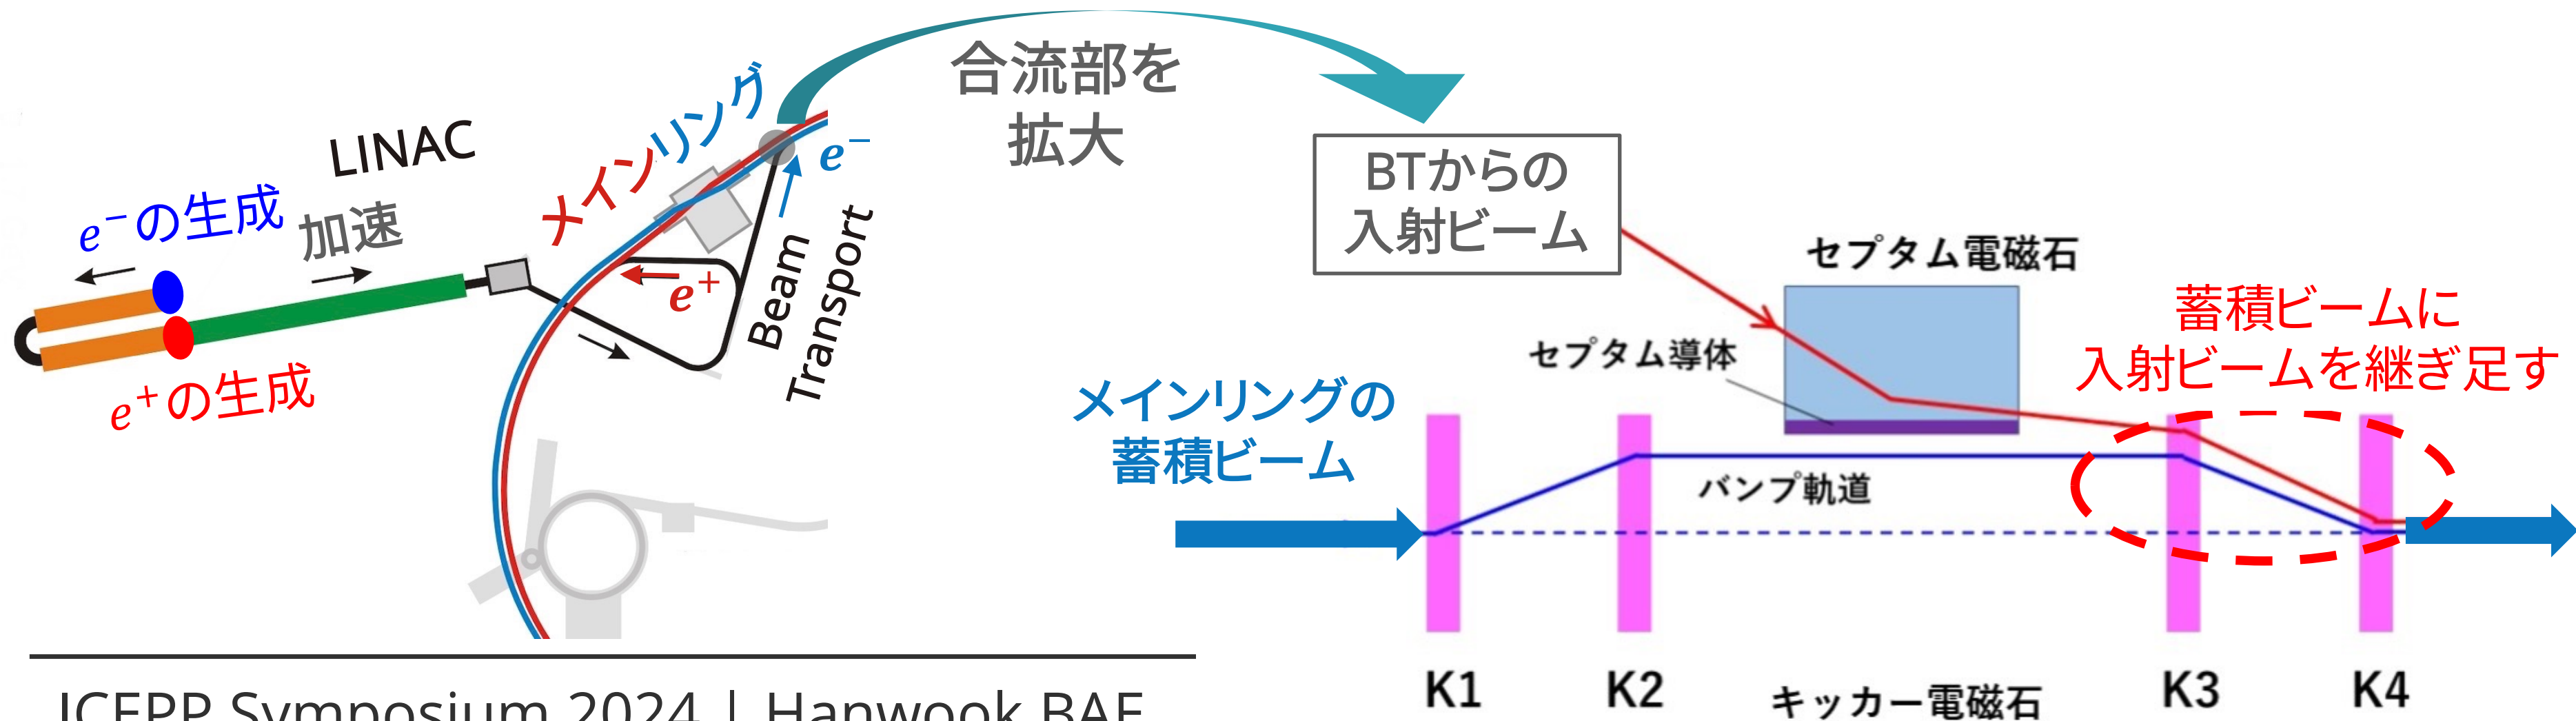 合流部を
拡大
LINAC
加速
メインリング
e⁻
e⁻の生成
e⁺の生成
e⁺
Beam
Transport
BTからの
入射ビーム
セプタム電磁石
セプタム導体
蓄積ビームに
入射ビームを継ぎ足す
メインリングの
蓄積ビーム
バンプ軌道
K1
K2
キッカー電磁石
K3
K4
ICEPP Symposium 2024 | Hanwook BAE